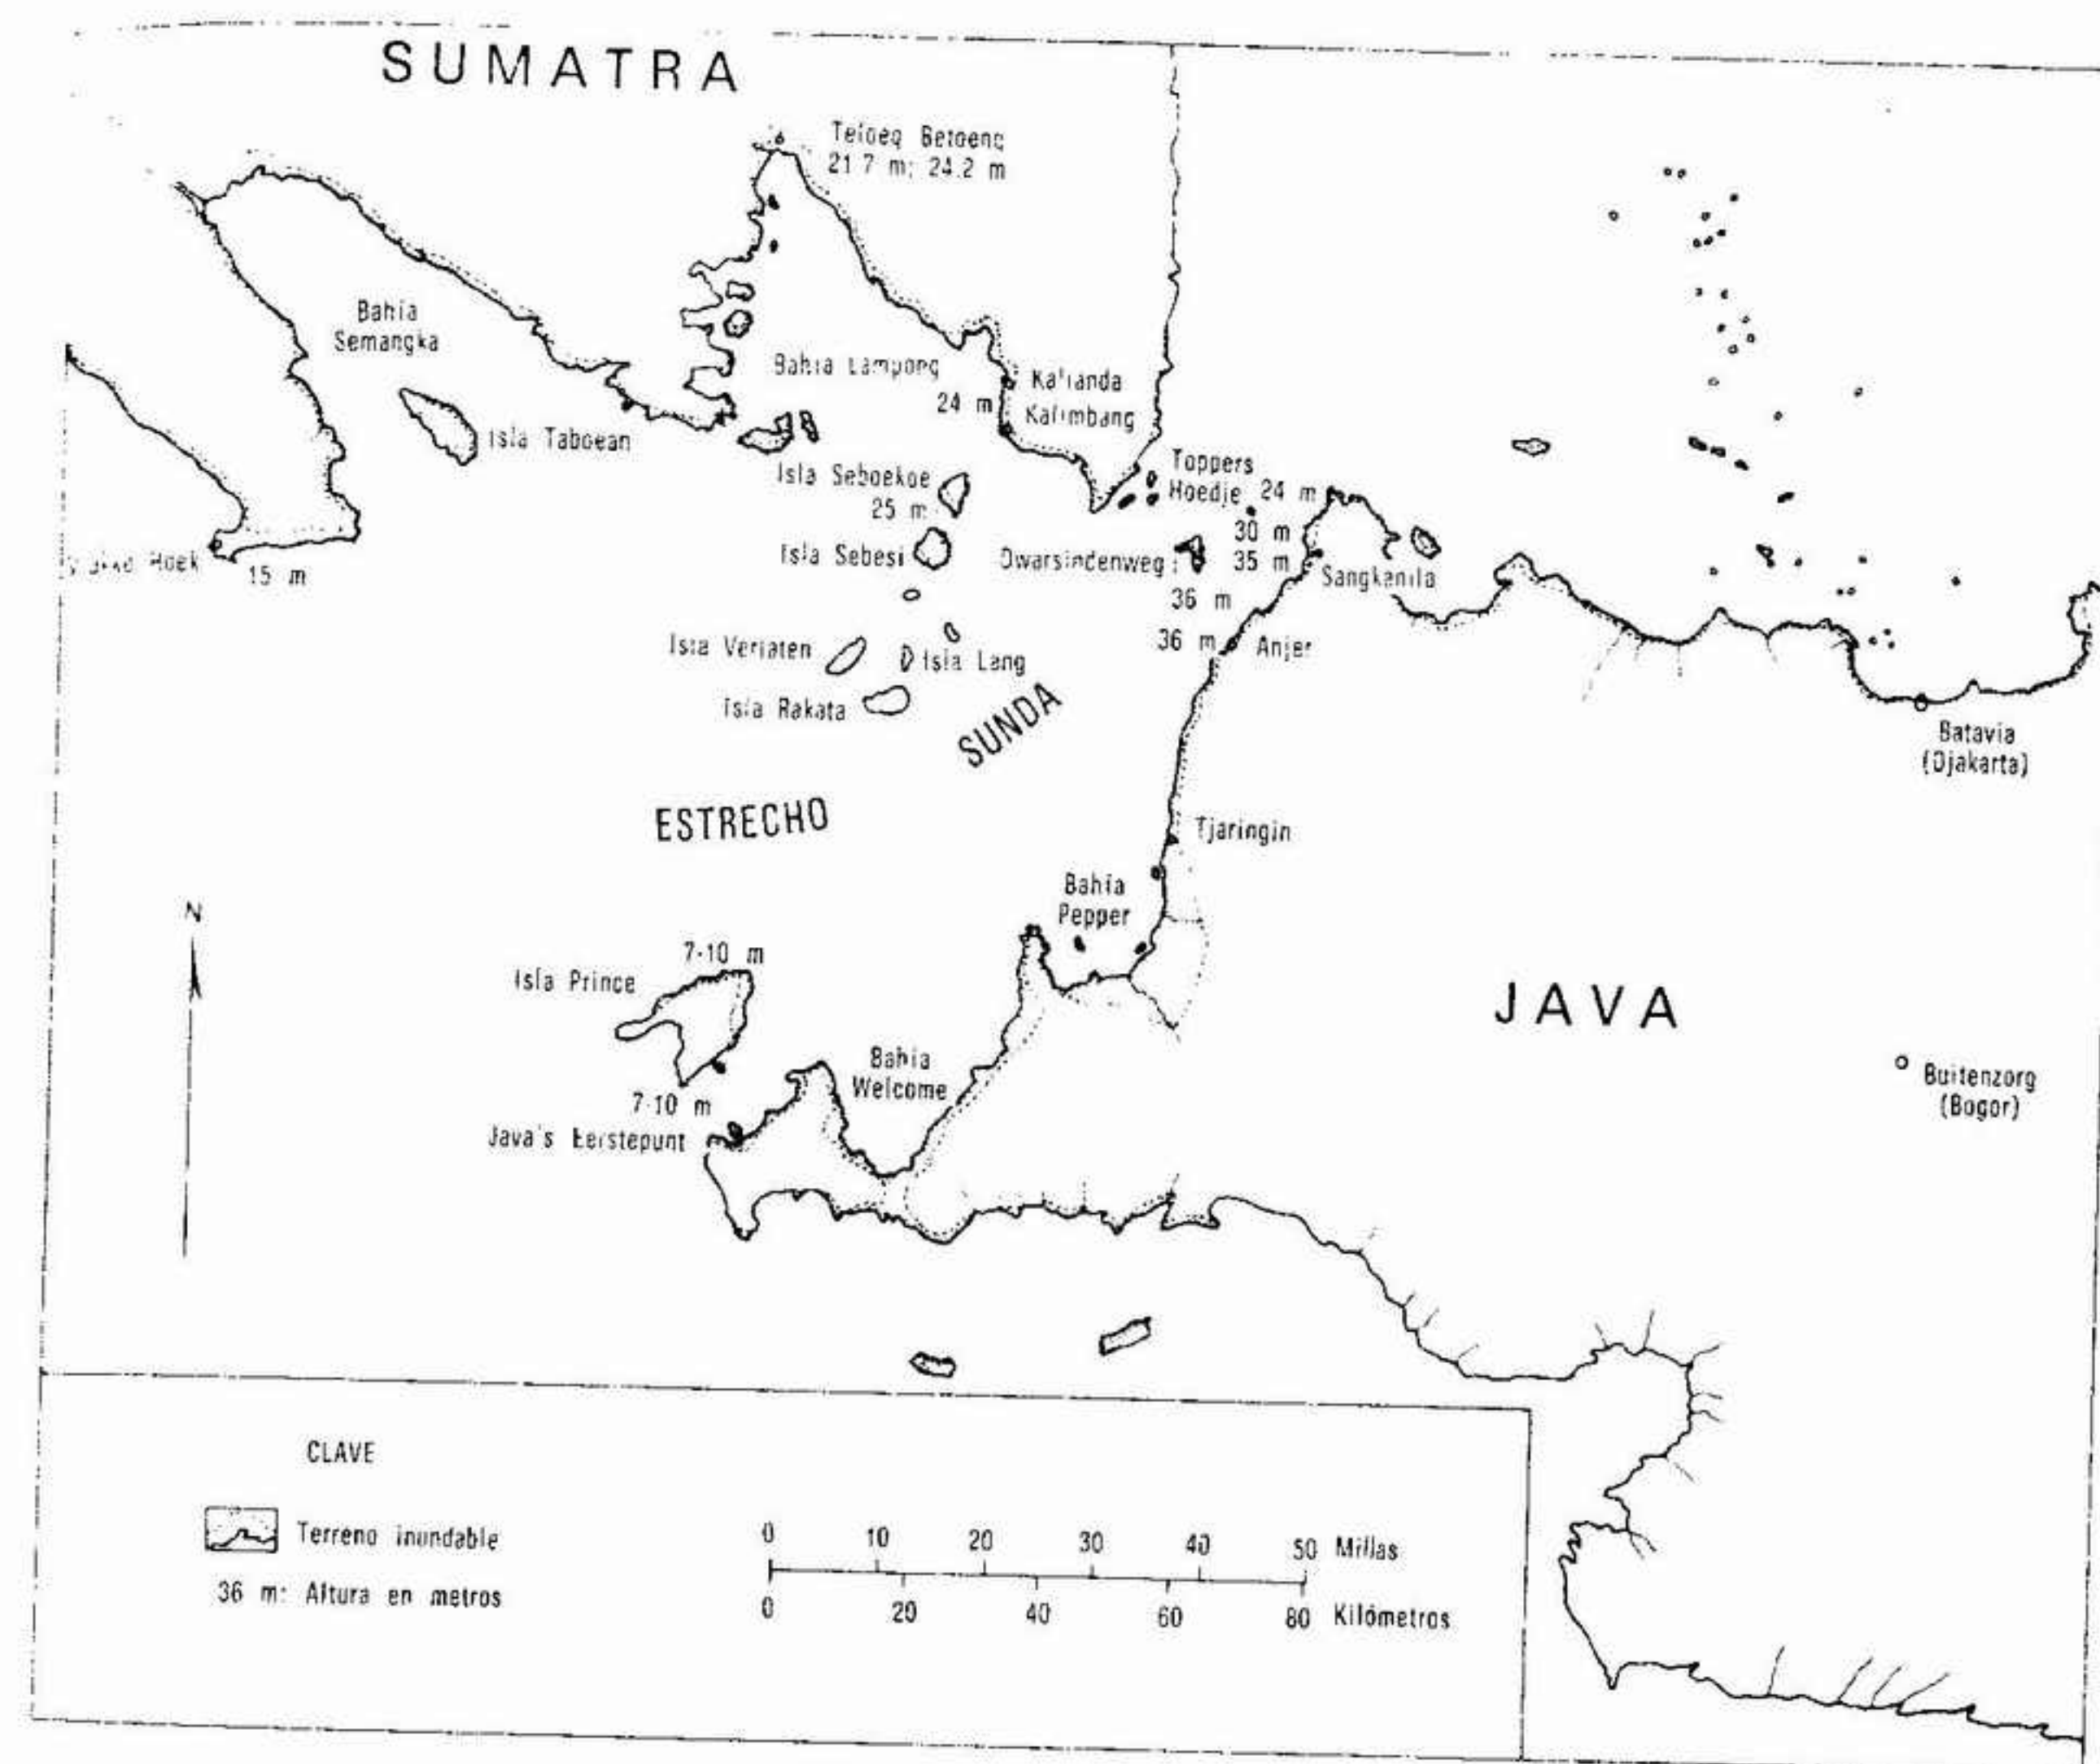 SUMATRA
Teloeq Betoeng
21.7 m; 24.2 m
Bahía
Semangka
Isla Taboean
Bahia Lampong
24 m
Kalianda
Kalimbang
Isla Seboekoe
25 m
Toppers
Hoedje 24 m
30 m
35 m
Isla Sebesi
Dwarsindenweg
Sangkanila
36 m
36 m
Anjer
Hoek
15 m
Isla Verlaten
Isla Lang
Isla Rakata
SUNDA
ESTRECHO
Batavia
(Djakarta)
Tjaringin
Bahía
Pepper
N
7-10 m
Isla Prince
JAVA
Bahia
Welcome
7-10 m
Java's Eerstepunt
Buitenzorg
(Bogor)
CLAVE
Terreno inundable
36 m: Altura en metros
0 10 20 30 40 50 Millas
0 20 40 60 80 Kilómetros